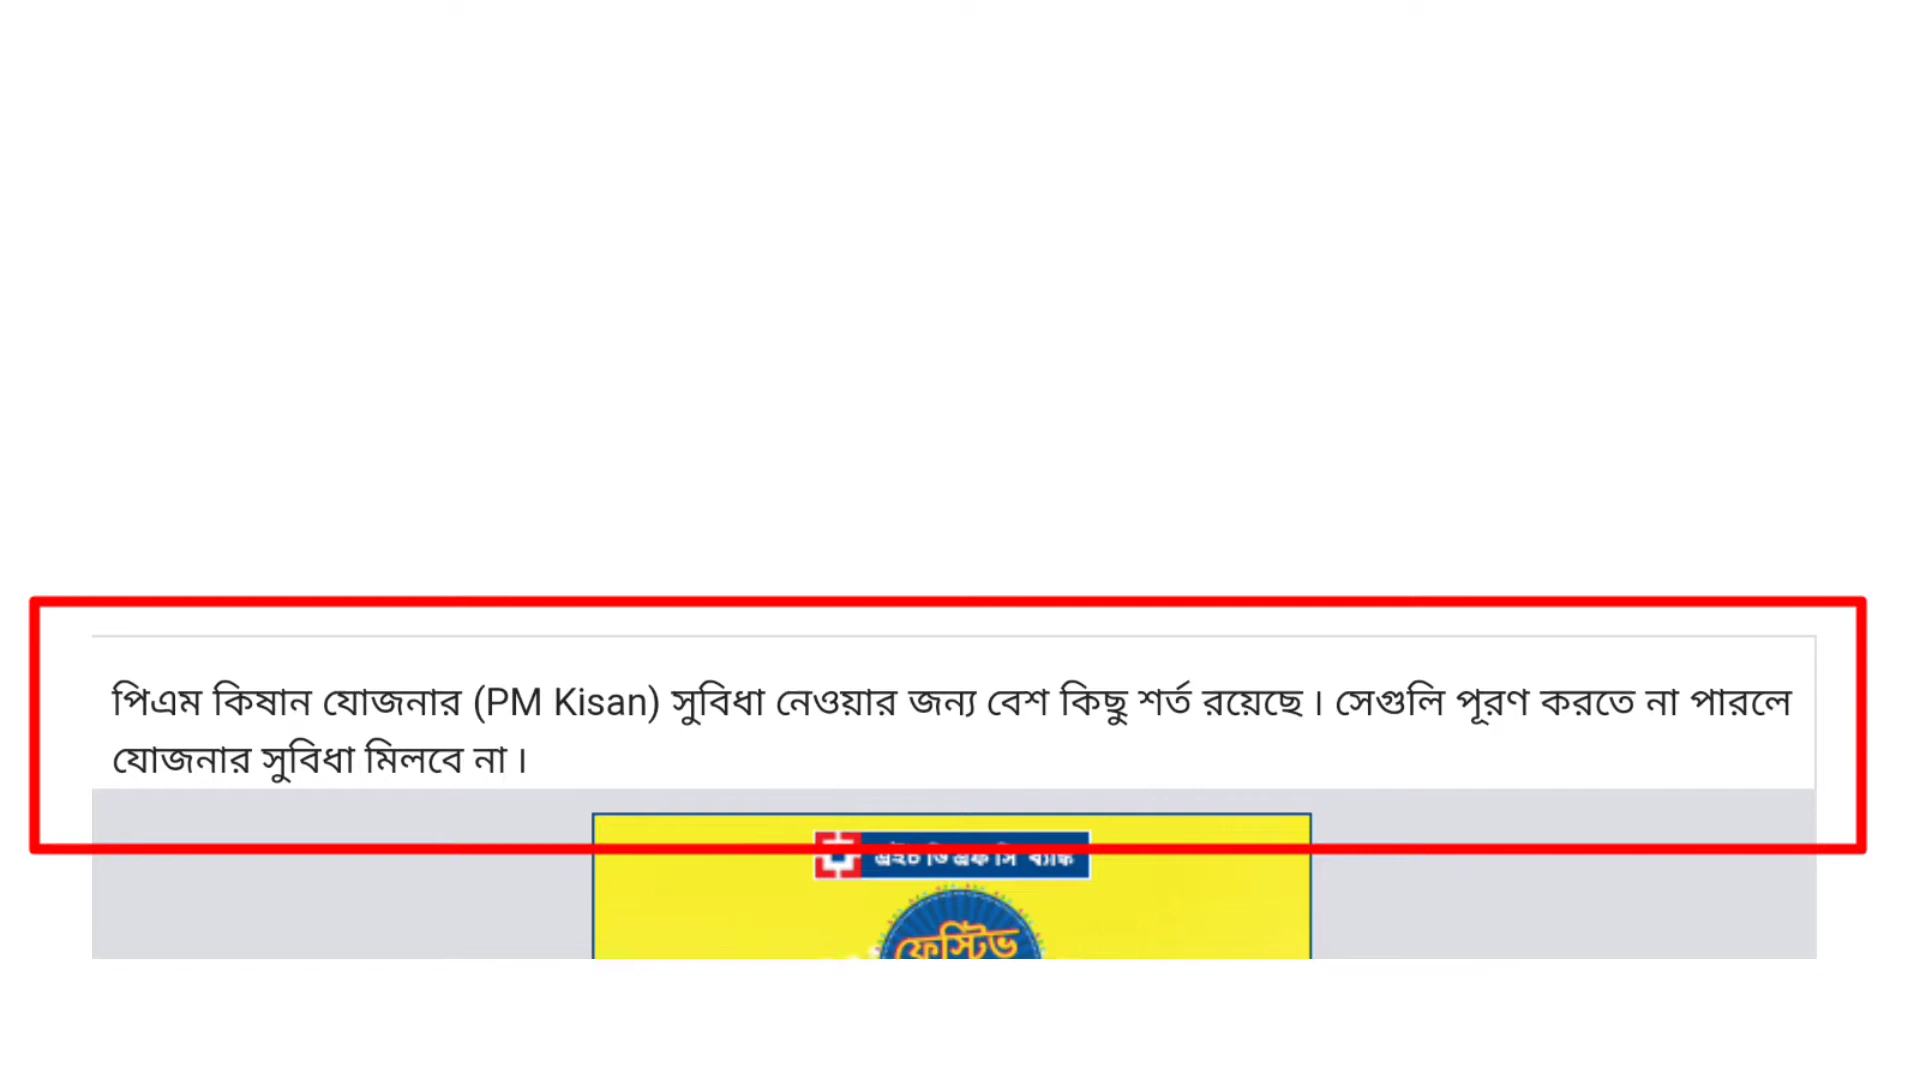 পিএম কিষান যোজনার (PM Kisan) সুবিধা নেওয়ার জন্য বেশ কিছু শর্ত রয়েছে। সেগুলি পূরণ করতে না পারলে
যোজনার সুবিধা মিলবে না।
এইচ ডি এফ সি ব্যাঙ্ক
ফেস্টিভ